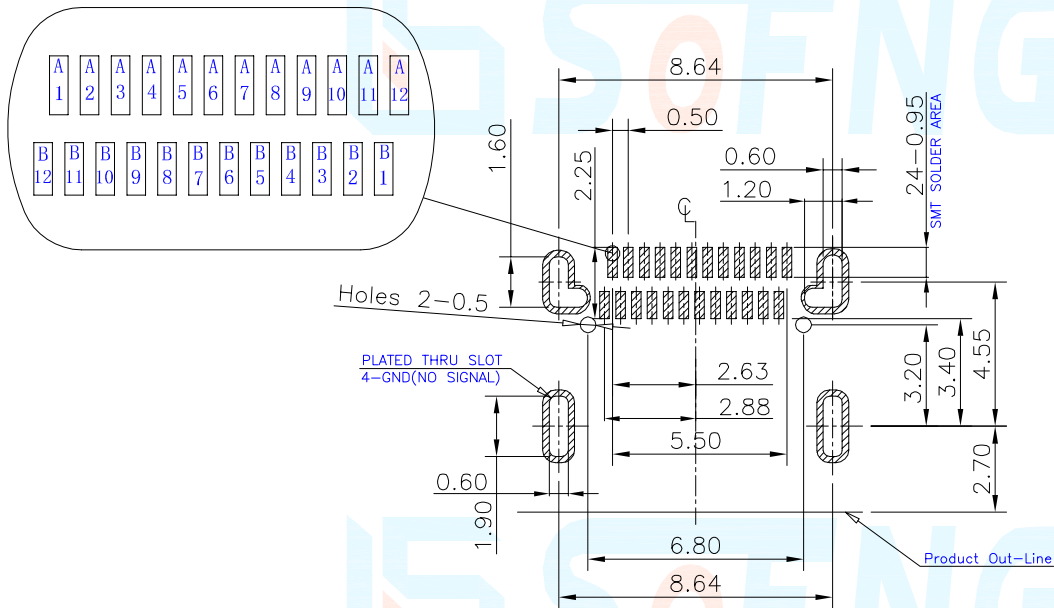 SOFNG
A1 A2 A3 A4 A5 A6 A7 A8 A9 A10 A11 A12
B12 B11 B10 B9 B8 B7 B6 B5 B4 B3 B2 B1
8.64
0.50
1.60
2.25
0.60
1.20
24-0.95
SMT SOLDER AREA
℄
Holes 2-0.5
PLATED THRU SLOT
4-GND(NO SIGNAL)
2.63
2.88
5.50
3.20
3.40
4.55
2.70
0.60
1.90
6.80
Product Out-Line
8.64
SOFNG